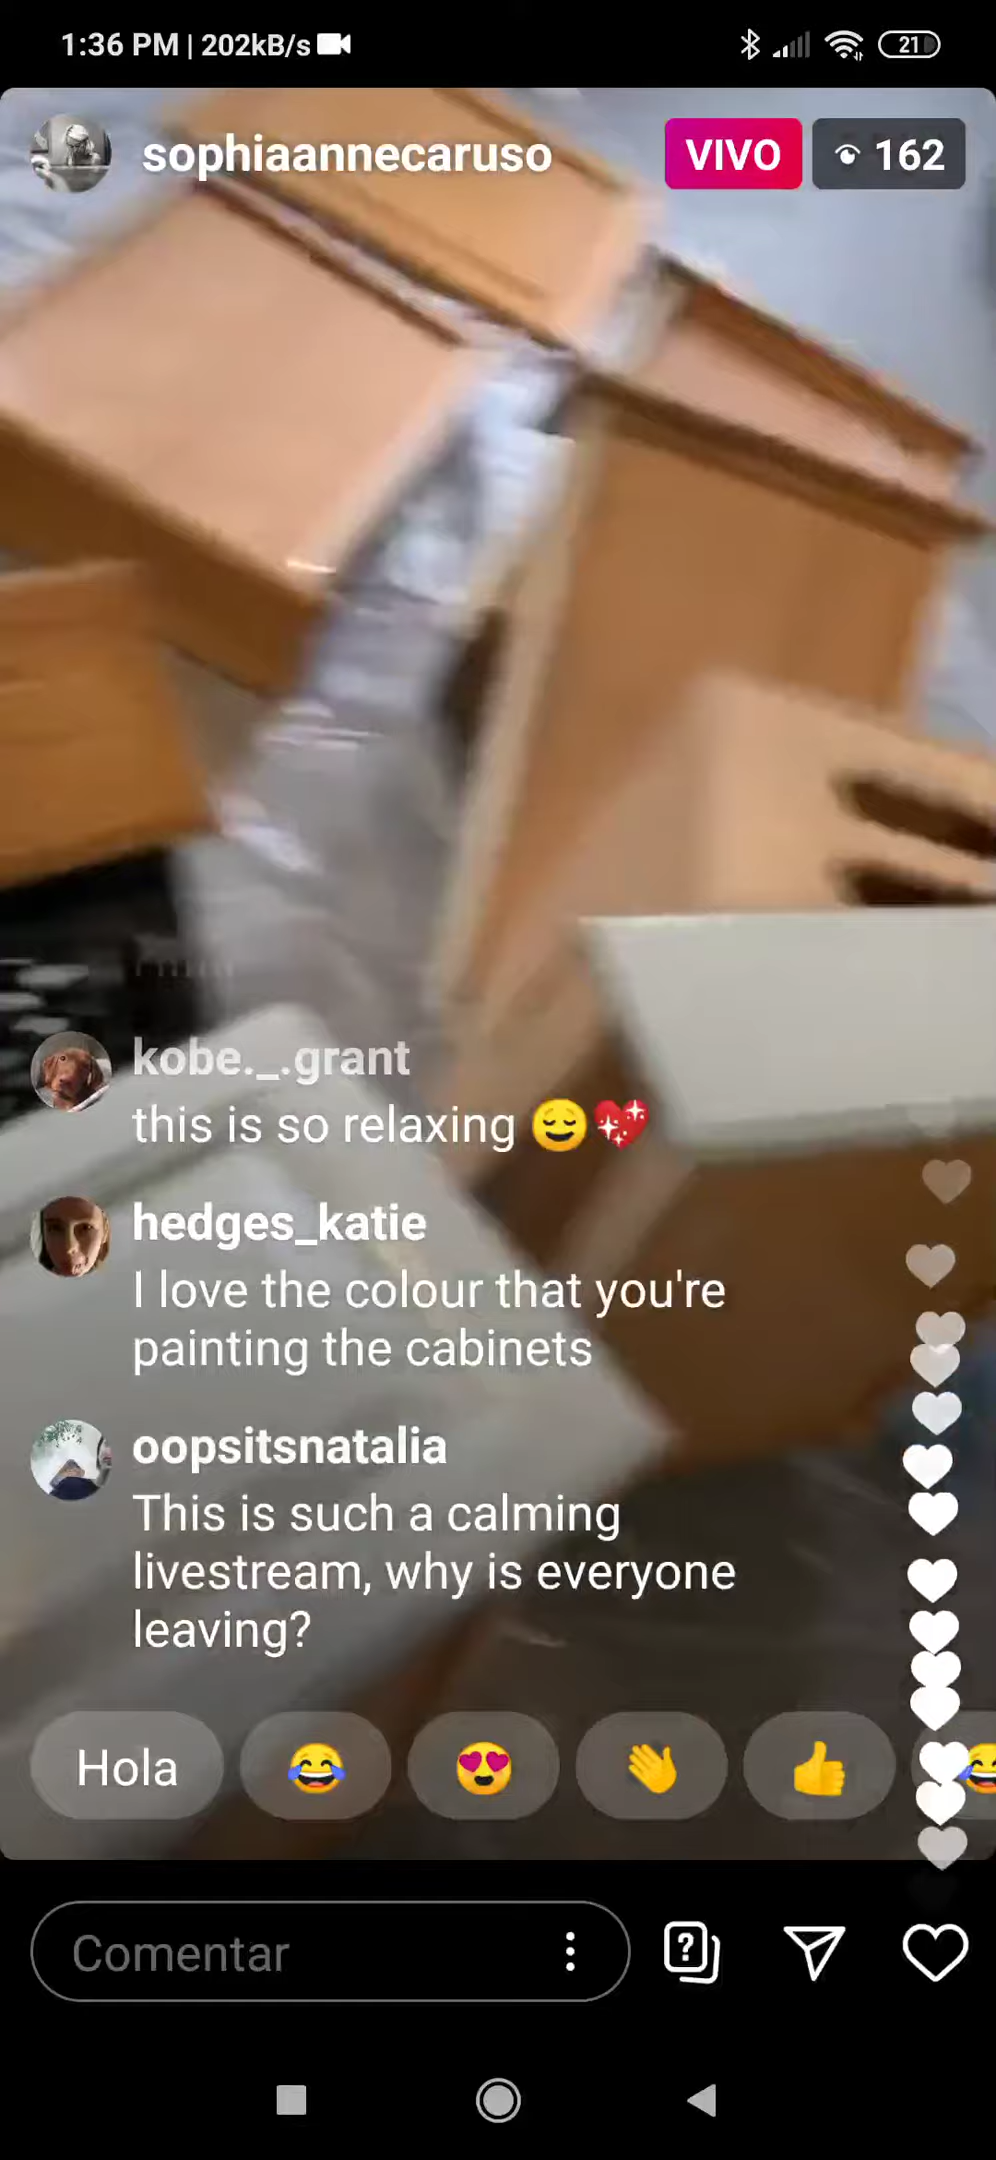 1:36 PM | 202kB/s
21
sophiaannecaruso
VIVO
162
kobe._.grant
this is so relaxing 😌💖
hedges_katie
I love the colour that you're
painting the cabinets
oopsitsnatalia
This is such a calming
livestream, why is everyone
leaving?
Hola 😂 😍 👋 👍 😂
Comentar